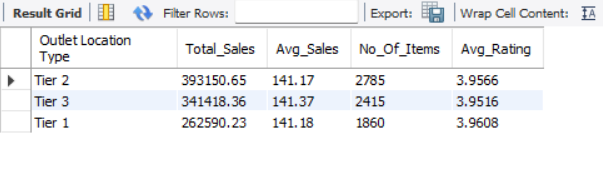 Result Grid Filter Rows: Export: Wrap Cell Content:
Outlet Location Type Total_Sales Avg_Sales No_Of_Items Avg_Rating
Tier 2 393150.65 141.17 2785 3.9566
Tier 3 341418.36 141.37 2415 3.9516
Tier 1 262590.23 141.18 1860 3.9608